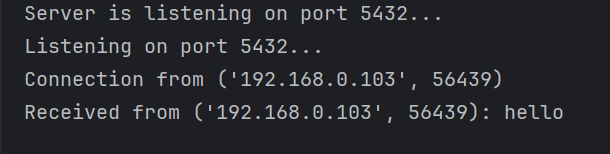 Server is listening on port 5432...
Listening on port 5432...
Connection from ('192.168.0.103', 56439)
Received from ('192.168.0.103', 56439): hello